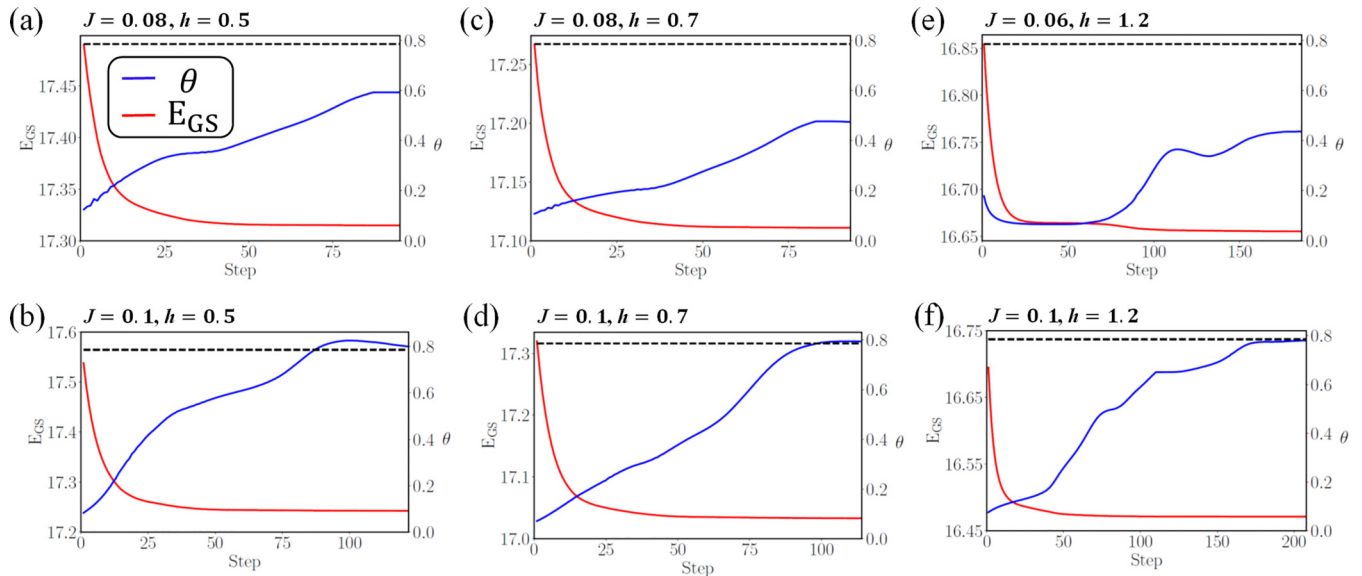 (a)
J = 0.08, h = 0.5
17.45
17.40
17.35
17.30
E_GS
0.8
0.6
0.4
0.2
0.0
θ
0
25
50
75
Step
θ
E_GS
(c)
J = 0.08, h = 0.7
17.25
17.20
17.15
17.10
E_GS
0.8
0.6
0.4
0.2
0.0
θ
0
25
50
75
Step
(e)
J = 0.06, h = 1.2
16.85
16.80
16.75
16.70
16.65
E_GS
0.8
0.6
0.4
0.2
0.0
θ
0
50
100
150
Step
(b)
J = 0.1, h = 0.5
17.6
17.5
17.4
17.3
17.2
E_GS
0.8
0.6
0.4
0.2
0.0
θ
0
25
50
75
100
Step
(d)
J = 0.1, h = 0.7
17.3
17.2
17.1
17.0
E_GS
0.8
0.6
0.4
0.2
0.0
θ
0
25
50
75
100
Step
(f)
J = 0.1, h = 1.2
16.75
16.65
16.55
16.45
E_GS
0.8
0.6
0.4
0.2
0.0
θ
0
50
100
150
200
Step